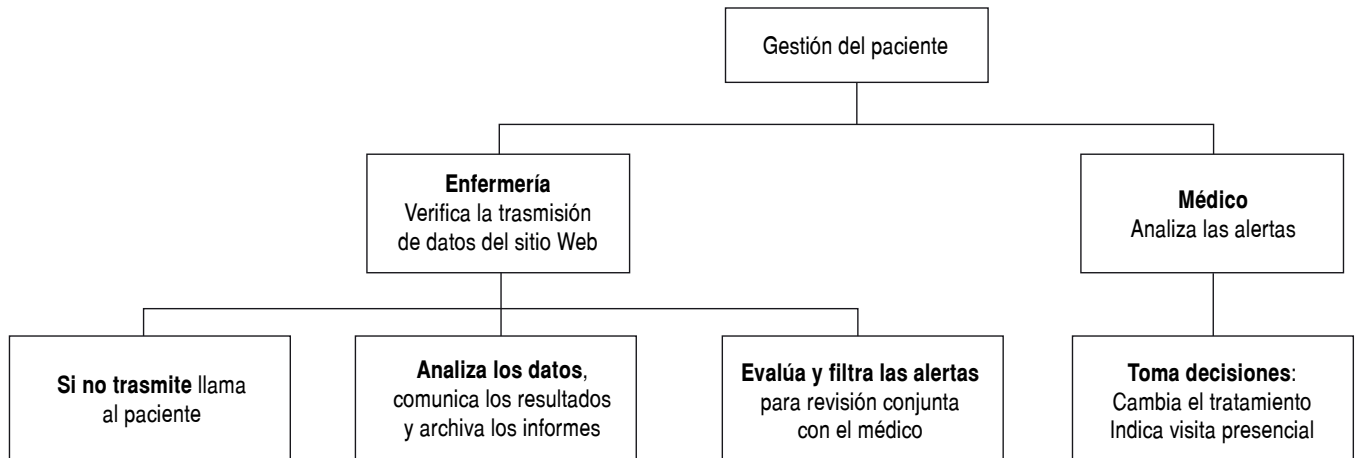 Gestión del paciente
Enfermería
Verifica la trasmisión
de datos del sitio Web
Médico
Analiza las alertas
Si no trasmite llama
al paciente
Analiza los datos,
comunica los resultados
y archiva los informes
Evalúa y filtra las alertas
para revisión conjunta
con el médico
Toma decisiones:
Cambia el tratamiento
Indica visita presencial